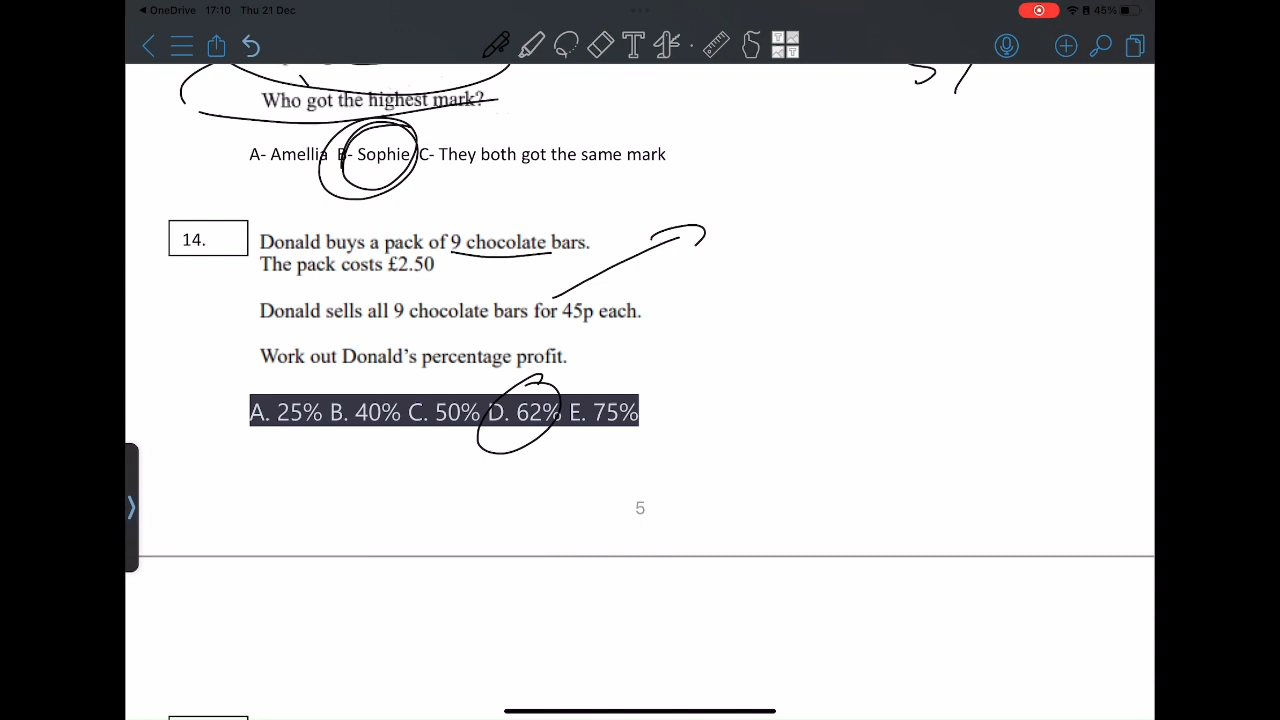 OneDrive 17:10 Thu 21 Dec 45%
Who got the highest mark?
A- Amellia B- Sophie C- They both got the same mark
14.
Donald buys a pack of 9 chocolate bars.
The pack costs £2.50
Donald sells all 9 chocolate bars for 45p each.
Work out Donald’s percentage profit.
A. 25% B. 40% C. 50% D. 62% E. 75%
5